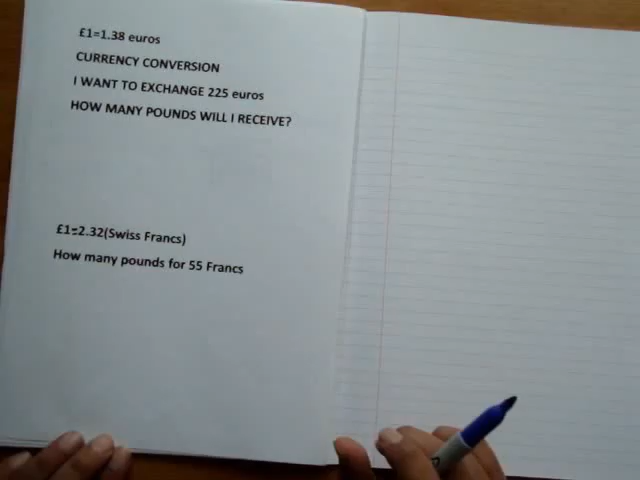 £1=1.38 euros
CURRENCY CONVERSION
I WANT TO EXCHANGE 225 euros
HOW MANY POUNDS WILL I RECEIVE?
£1=2.32(Swiss Francs)
How many pounds for 55 Francs